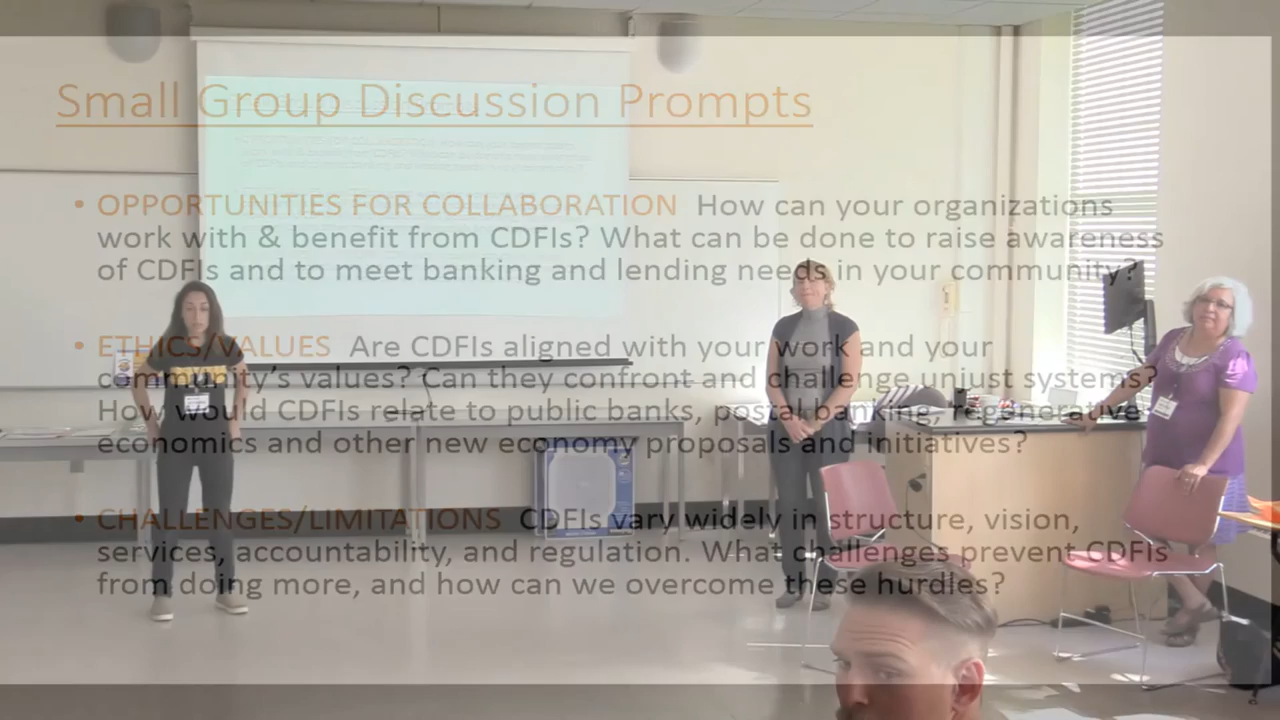 Small Group Discussion Prompts
• OPPORTUNITIES FOR COLLABORATION How can your organizations
work with & benefit from CDFIs? What can be done to raise awareness
of CDFIs and to meet banking and lending needs in your community?
• ETHICS/VALUES Are CDFIs aligned with your work and your
community's values? Can they confront and challenge unjust systems?
How would CDFIs relate to public banks, postal banking, regenerative
economics and other new economy proposals and initiatives?
• CHALLENGES/LIMITATIONS CDFIs vary widely in structure, vision,
services, accountability, and regulation. What challenges prevent CDFIs
from doing more, and how can we overcome these hurdles?